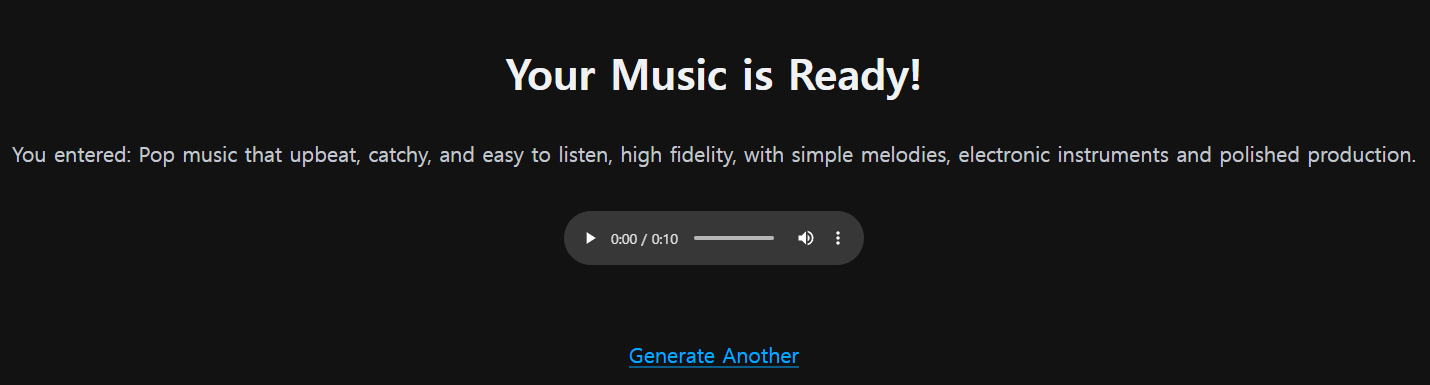 Your Music is Ready!
You entered: Pop music that upbeat, catchy, and easy to listen, high fidelity, with simple melodies, electronic instruments and polished production.
0:00 / 0:10
Generate Another